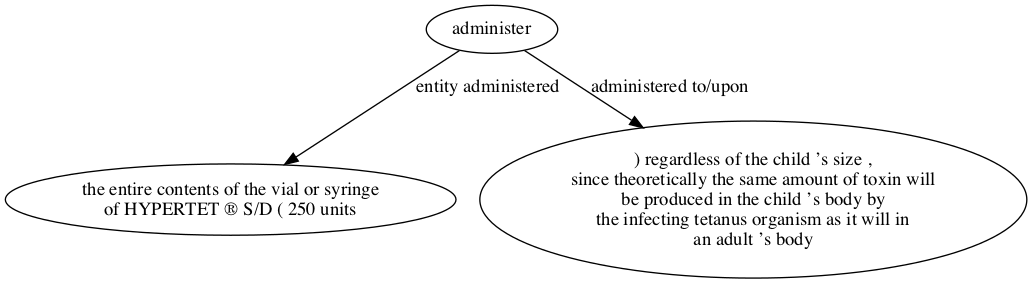 administer
entity administered
administered to/upon
the entire contents of the vial or syringe
of HYPERTET ® S/D ( 250 units
) regardless of the child ’s size ,
since theoretically the same amount of toxin will
be produced in the child ’s body by
the infecting tetanus organism as it will in
an adult ’s body